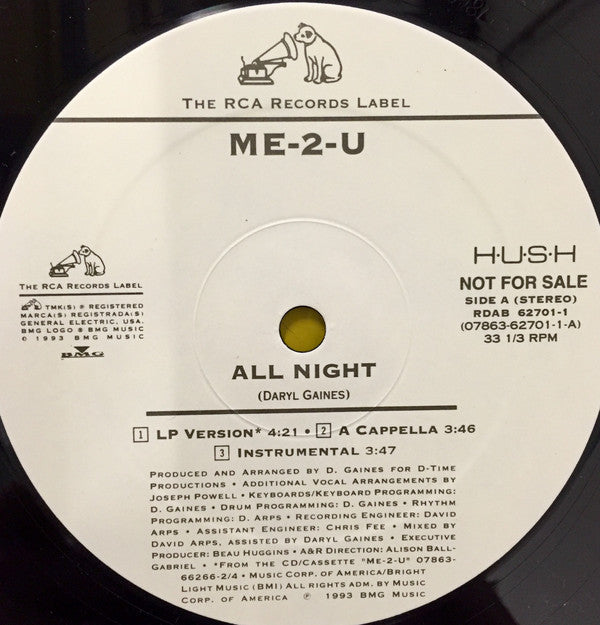 THE RCA RECORDS LABEL
ME-2-U
THE RCA RECORDS LABEL
TMK(S) ® REGISTERED
MARCA(S) REGISTRADA(S)
GENERAL ELECTRIC, USA.
BMG LOGO ® BMG MUSIC
© 1993 BMG MUSIC
BMG
H·U·S·H
NOT FOR SALE
SIDE A (STEREO)
RDAB 62701-1
(07863-62701-1-A)
33 1/3 RPM
ALL NIGHT
(DARYL GAINES)
1 LP VERSION* 4:21 • 2 A CAPPELLA 3:46
3 INSTRUMENTAL 3:47
PRODUCED AND ARRANGED BY D. GAINES FOR D-TIME
PRODUCTIONS • ADDITIONAL VOCAL ARRANGEMENTS BY
JOSEPH POWELL • KEYBOARDS/KEYBOARD PROGRAMMING:
D. GAINES • DRUM PROGRAMMING: D. GAINES • RHYTHM
PROGRAMMING: D. ARPS • RECORDING ENGINEER: DAVID
ARPS • ASSISTANT ENGINEER: CHRIS FEE • MIXED BY
DAVID ARPS, ASSISTED BY DARYL GAINES • EXECUTIVE
PRODUCER: BEAU HUGGINS • A&R DIRECTION: ALISON BALL-
GABRIEL • *FROM THE CD/CASSETTE "ME-2-U" 07863-
66266-2/4 • MUSIC CORP. OF AMERICA/BRIGHT
LIGHT MUSIC (BMI) ALL RIGHTS ADM. BY MUSIC
CORP. OF AMERICA ℗ 1993 BMG MUSIC